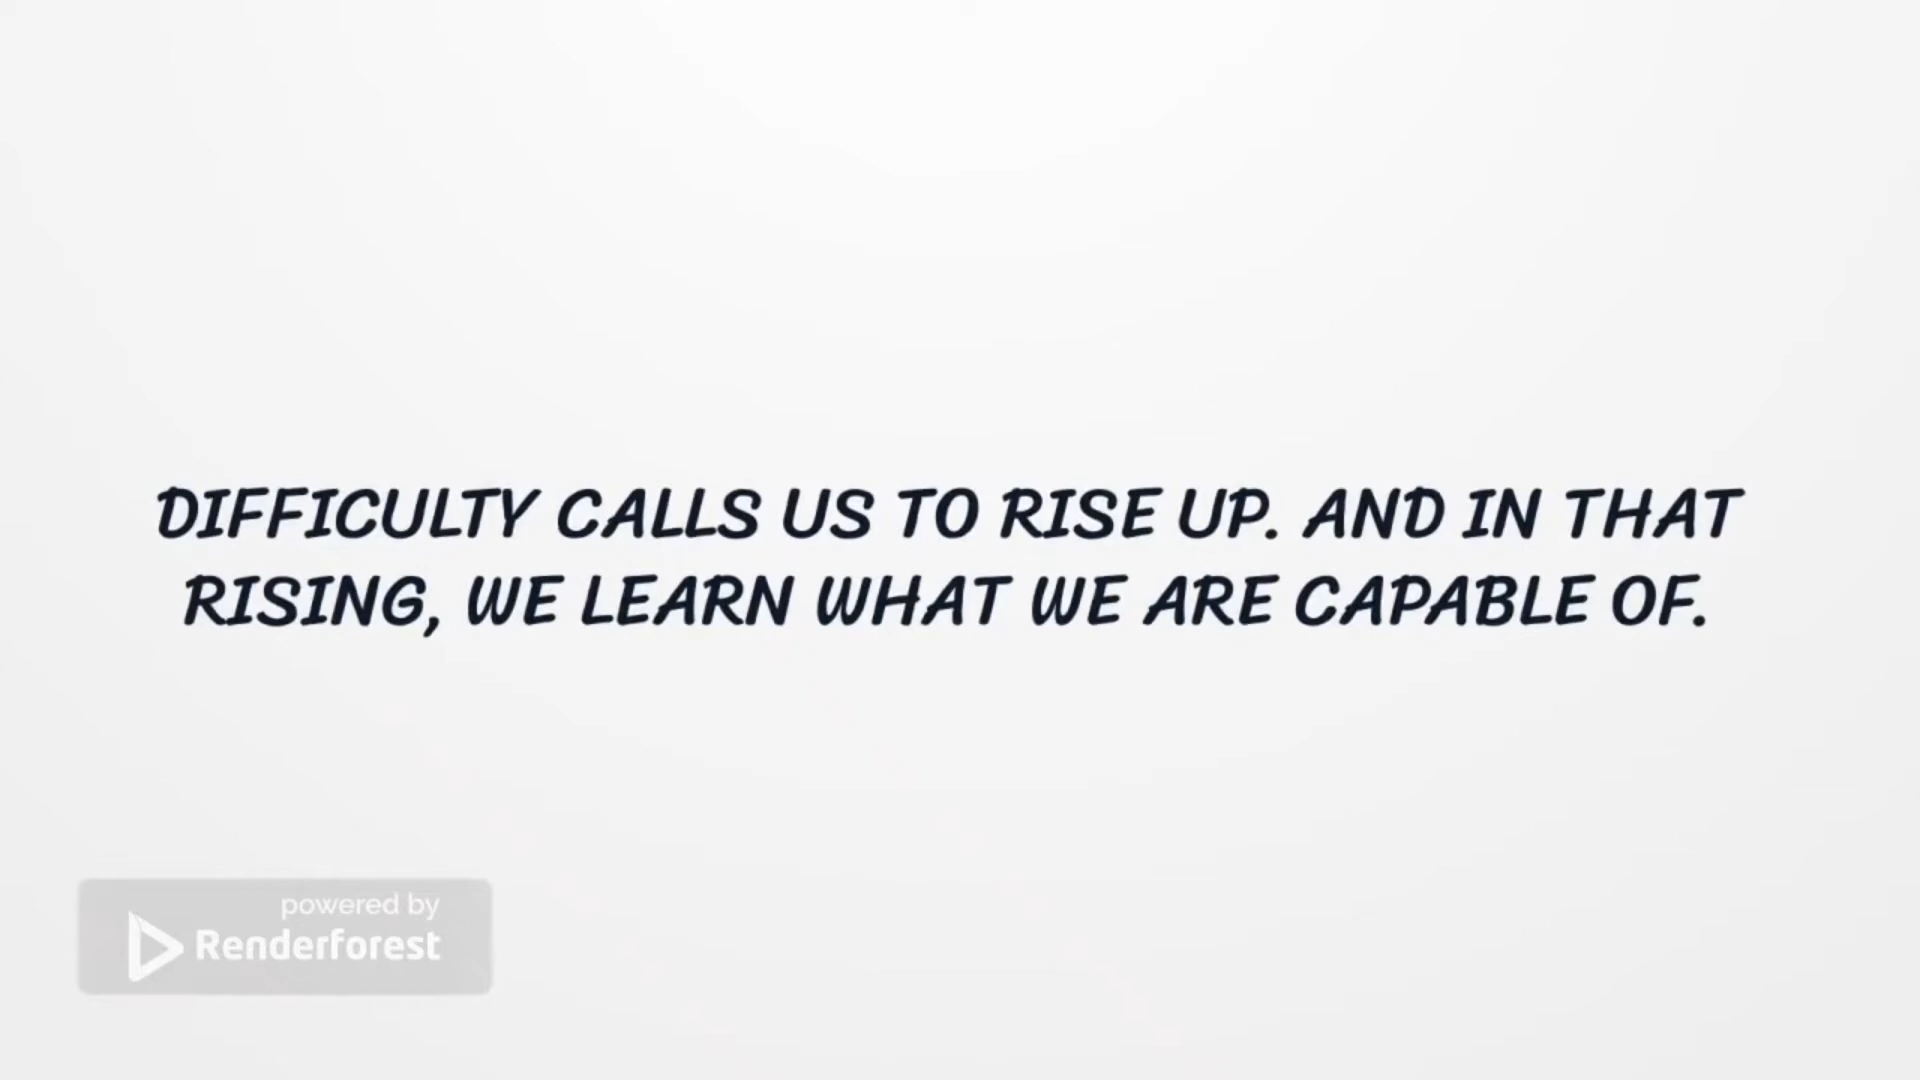 DIFFICULTY CALLS US TO RISE UP. AND IN THAT
RISING, WE LEARN WHAT WE ARE CAPABLE OF.
powered by
Renderforest